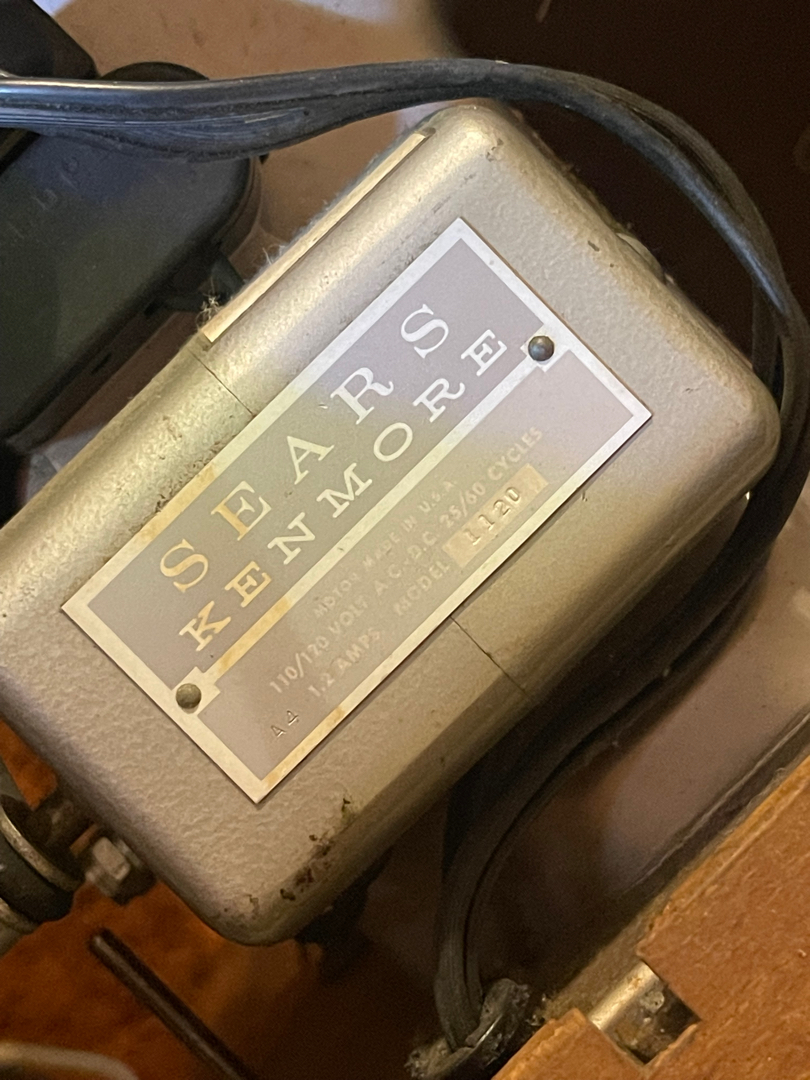 SEARS
KENMORE
MOTOR MADE IN U.S.A.
110/120 VOLT A.C.-D.C. 25/60 CYCLES
1.2 AMPS. MODEL 1120
A4